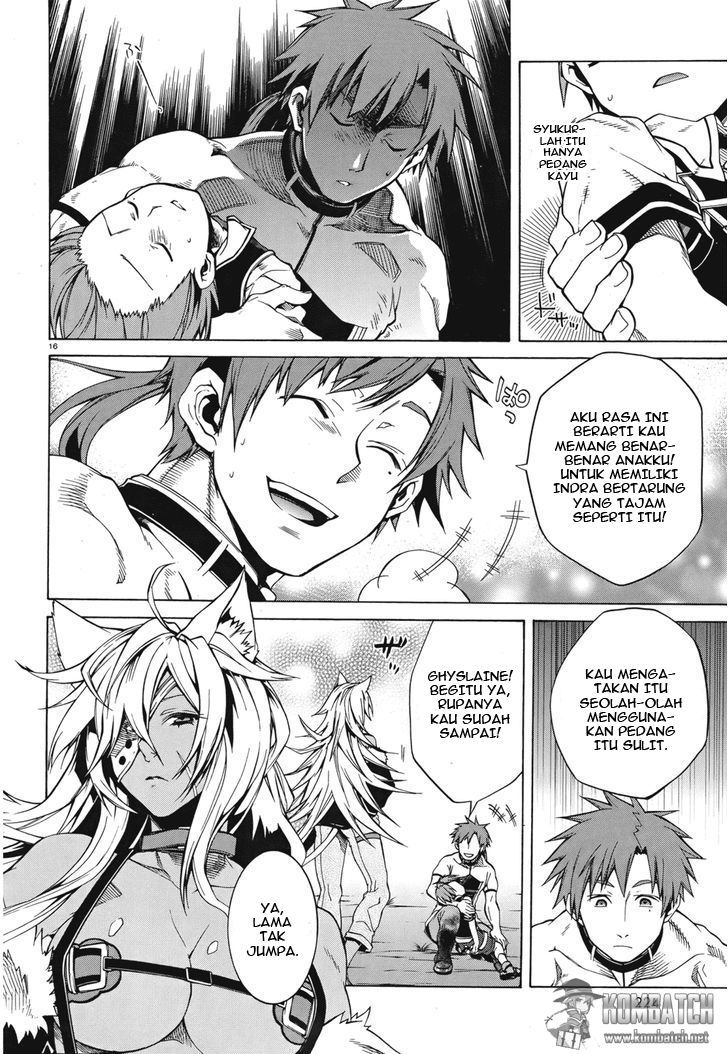 SYUKUR-
LAH ITU
HANYA
PEDANG
KAYU
16
AKU RASA INI
BERARTI KAU
MEMANG BENAR-
BENAR ANAKKU!
UNTUK MEMILIKI
INDRA BERTARUNG
YANG TAJAM
SEPERTI ITU!
KAU MENGA-
TAKAN ITU
SEOLAH-OLAH
MENGGUNA-
KAN PEDANG
ITU SULIT.
GHYSLAINE!
BEGITU YA,
RUPANYA
KAU SUDAH
SAMPAI!
YA,
LAMA
TAK
JUMPA.
224
KOMBATCH
www.kombatch.net